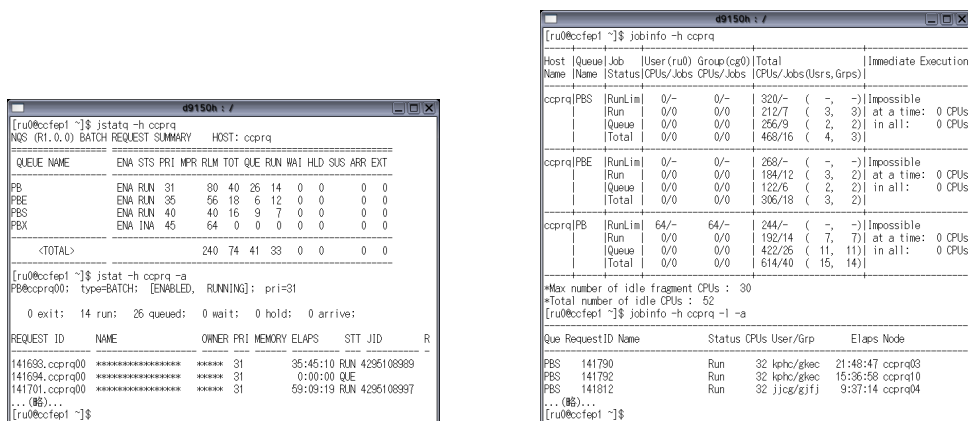 d9150h : /
[ru0@ccfep1 ~]$ jstatq -h ccprq
NQS (R1.0.0) BATCH REQUEST SUMMARY HOST: ccprq
QUEUE NAME ENA STS PRI MPR RLM TOT QUE RUN WAI HLD SUS ARR EXT
PB ENA RUN 31 80 40 26 14 0 0 0 0
PBE ENA RUN 35 56 18 6 12 0 0 0 0
PBS ENA RUN 40 40 16 9 7 0 0 0 0
PBX ENA INA 45 64 0 0 0 0 0 0 0
<TOTAL> 240 74 41 33 0 0 0 0
[ru0@ccfep1 ~]$ jstat -h ccprq -a
PB@ccprq00; type=BATCH; [ENABLED, RUNNING]; pri=31
0 exit; 14 run; 26 queued; 0 wait; 0 hold; 0 arrive;
REQUEST ID NAME OWNER PRI MEMORY ELAPS STT JID R
141693.ccprq00 **************** ***** 31 35:45:10 RUN 4295108989
141694.ccprq00 **************** ***** 31 0:00:00 QUE
141701.ccprq00 **************** ***** 31 59:09:19 RUN 4295108997
...(略)...
[ru0@ccfep1 ~]$
d9150h : /
[ru0@ccfep1 ~]$ jobinfo -h ccprq
Host |Queue|Job |User(ru0) Group(cg0)|Total |Immediate Execution
Name |Name |Status|CPUs/Jobs CPUs/Jobs |CPUs/Jobs(Usrs,Grps)|
ccprq|PBS |RunLim| 0/- 0/- | 320/- ( -, -)|Impossible
|Run | 0/0 0/0 | 212/7 ( 3, 3)| at a time: 0 CPUs
|Queue | 0/0 0/0 | 256/9 ( 2, 2)| in all: 0 CPUs
|Total | 0/0 0/0 | 468/16 ( 4, 3)|
ccprq|PBE |RunLim| 0/- 0/- | 268/- ( -, -)|Impossible
|Run | 0/0 0/0 | 184/12 ( 3, 2)| at a time: 0 CPUs
|Queue | 0/0 0/0 | 122/6 ( 2, 2)| in all: 0 CPUs
|Total | 0/0 0/0 | 306/18 ( 3, 2)|
ccprq|PB |RunLim| 64/- 64/- | 244/- ( -, -)|Impossible
|Run | 0/0 0/0 | 192/14 ( 7, 7)| at a time: 0 CPUs
|Queue | 0/0 0/0 | 422/26 ( 11, 11)| in all: 0 CPUs
|Total | 0/0 0/0 | 614/40 ( 15, 14)|
*Max number of idle fragment CPUs : 30
*Total number of idle CPUs : 52
[ru0@ccfep1 ~]$ jobinfo -h ccprq -l -a
Que RequestID Name Status CPUs User/Grp Elaps Node
PBS 141790 Run 32 kphc/gkec 21:48:47 ccprq03
PBS 141792 Run 32 kphc/gkec 15:36:58 ccprq10
PBS 141812 Run 32 jjcg/gjfj 9:37:14 ccprq04
...(略)...
[ru0@ccfep1 ~]$